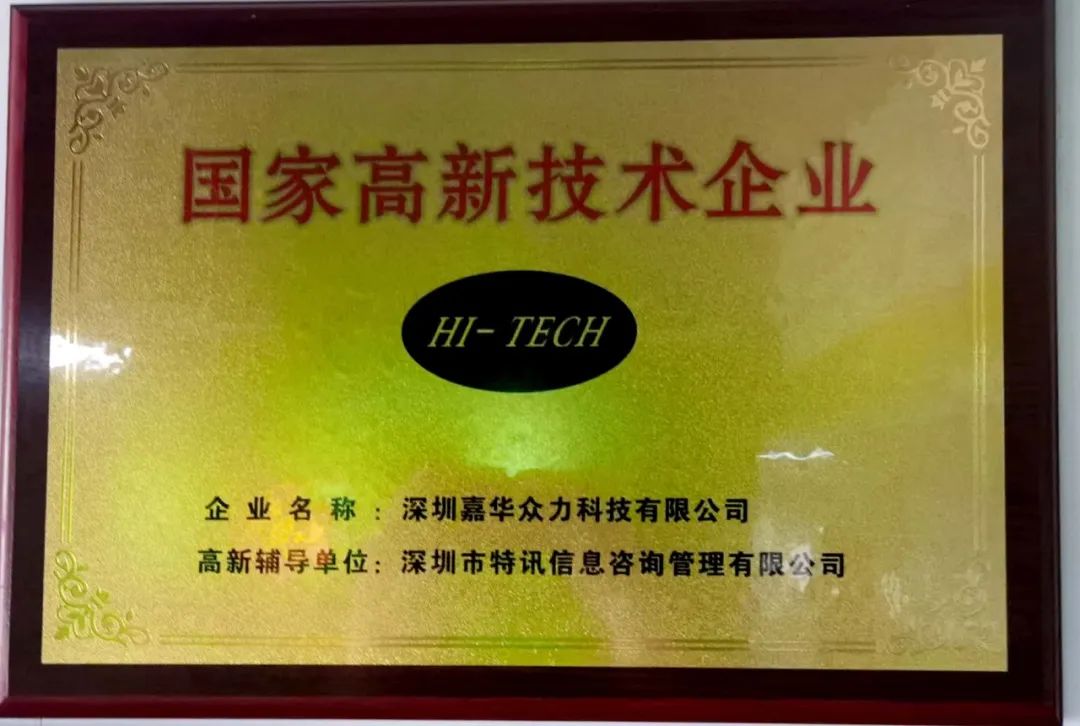 国家高新技术企业
HI- TECH
企业名称：深圳嘉华众力科技有限公司
高新辅导单位：深圳市特讯信息咨询管理有限公司